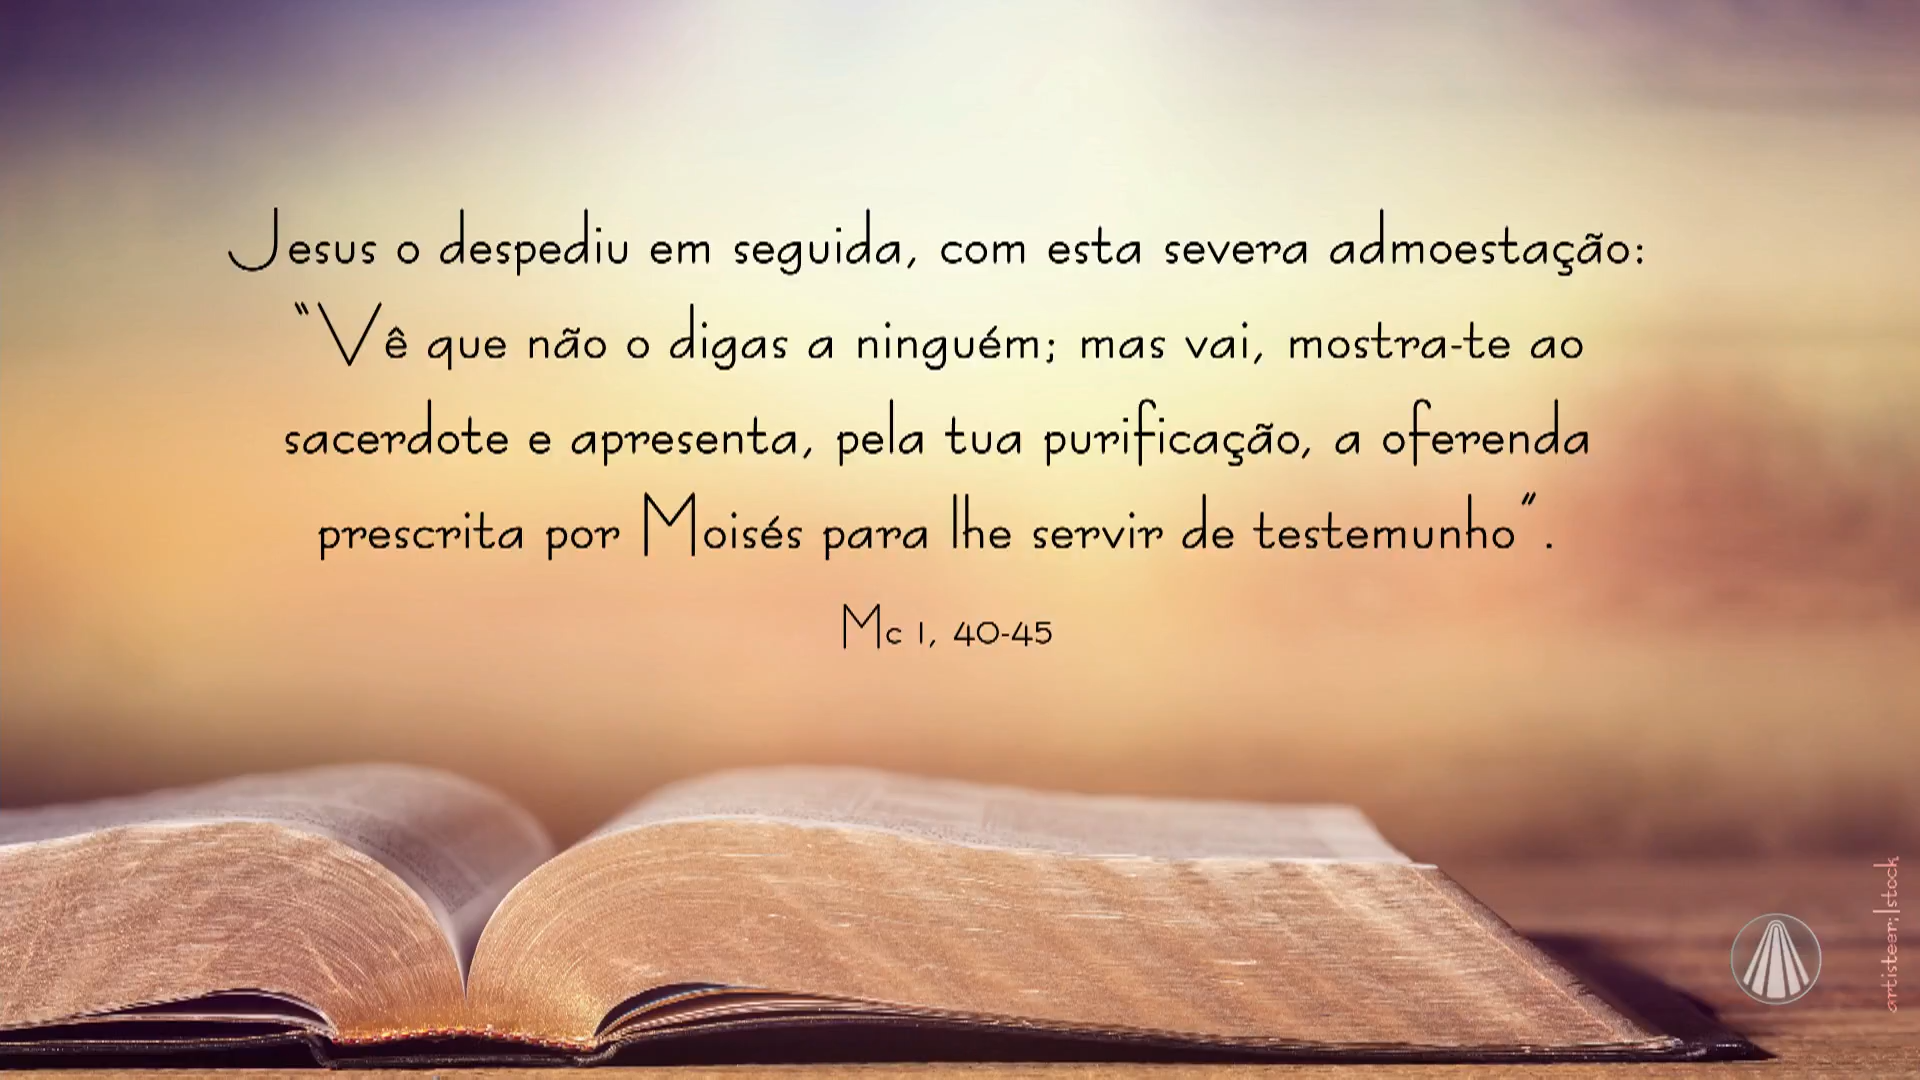 Jesus o despediu em seguida, com esta severa admoestação:
"Vê que não o digas a ninguém; mas vai, mostra-te ao
sacerdote e apresenta, pela tua purificação, a oferenda
prescrita por Moisés para lhe servir de testemunho".
Mc 1, 40-45
artisteer;Istock